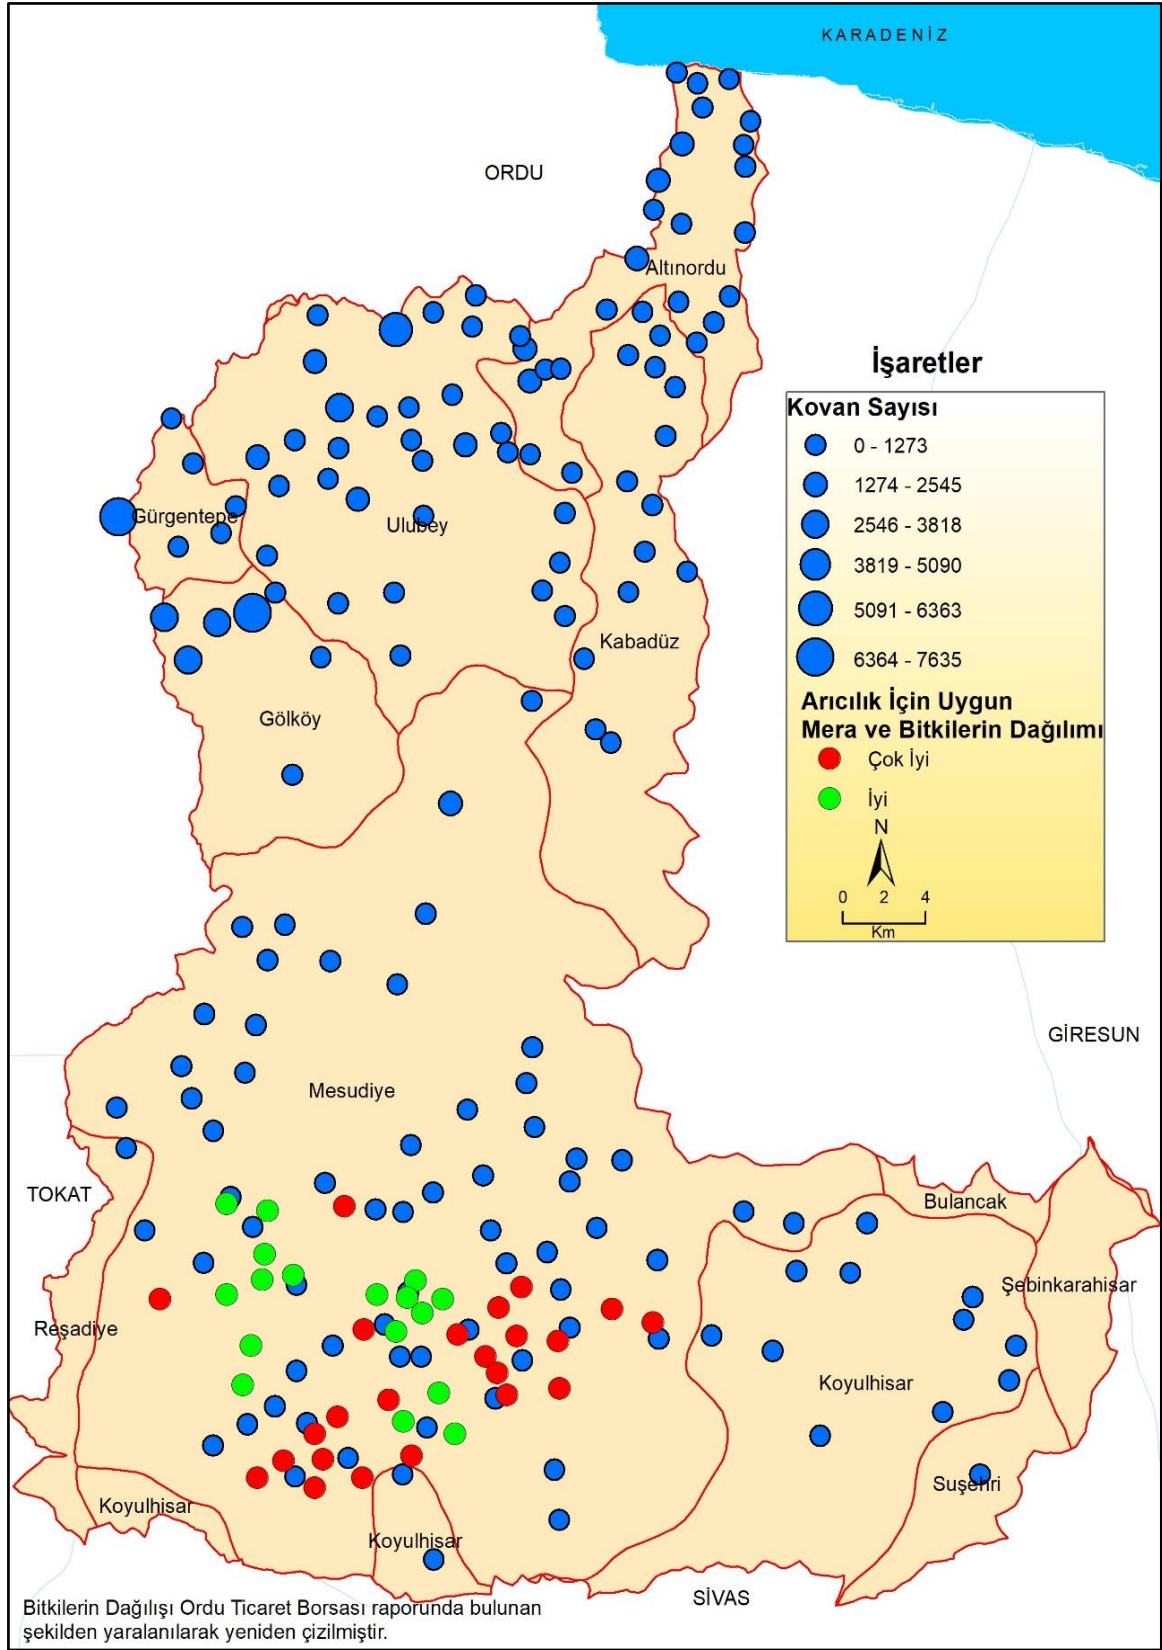 KARADENİZ
ORDU
Altınordu
İşaretler
Kovan Sayısı
0 - 1273
1274 - 2545
2546 - 3818
3819 - 5090
5091 - 6363
6364 - 7635
Arıcılık İçin Uygun
Mera ve Bitkilerin Dağılımı
Çok İyi
İyi
N
0 2 4
Km
Gürgentepe
Ulubey
Kabadüz
Gölköy
GİRESUN
Mesudiye
TOKAT
Bulancak
Şebinkarahisar
Reşadiye
Koyulhisar
Suşehri
Koyulhisar
Koyulhisar
SİVAS
Bitkilerin Dağılışı Ordu Ticaret Borsası raporunda bulunan
şekilden yaralanılarak yeniden çizilmiştir.